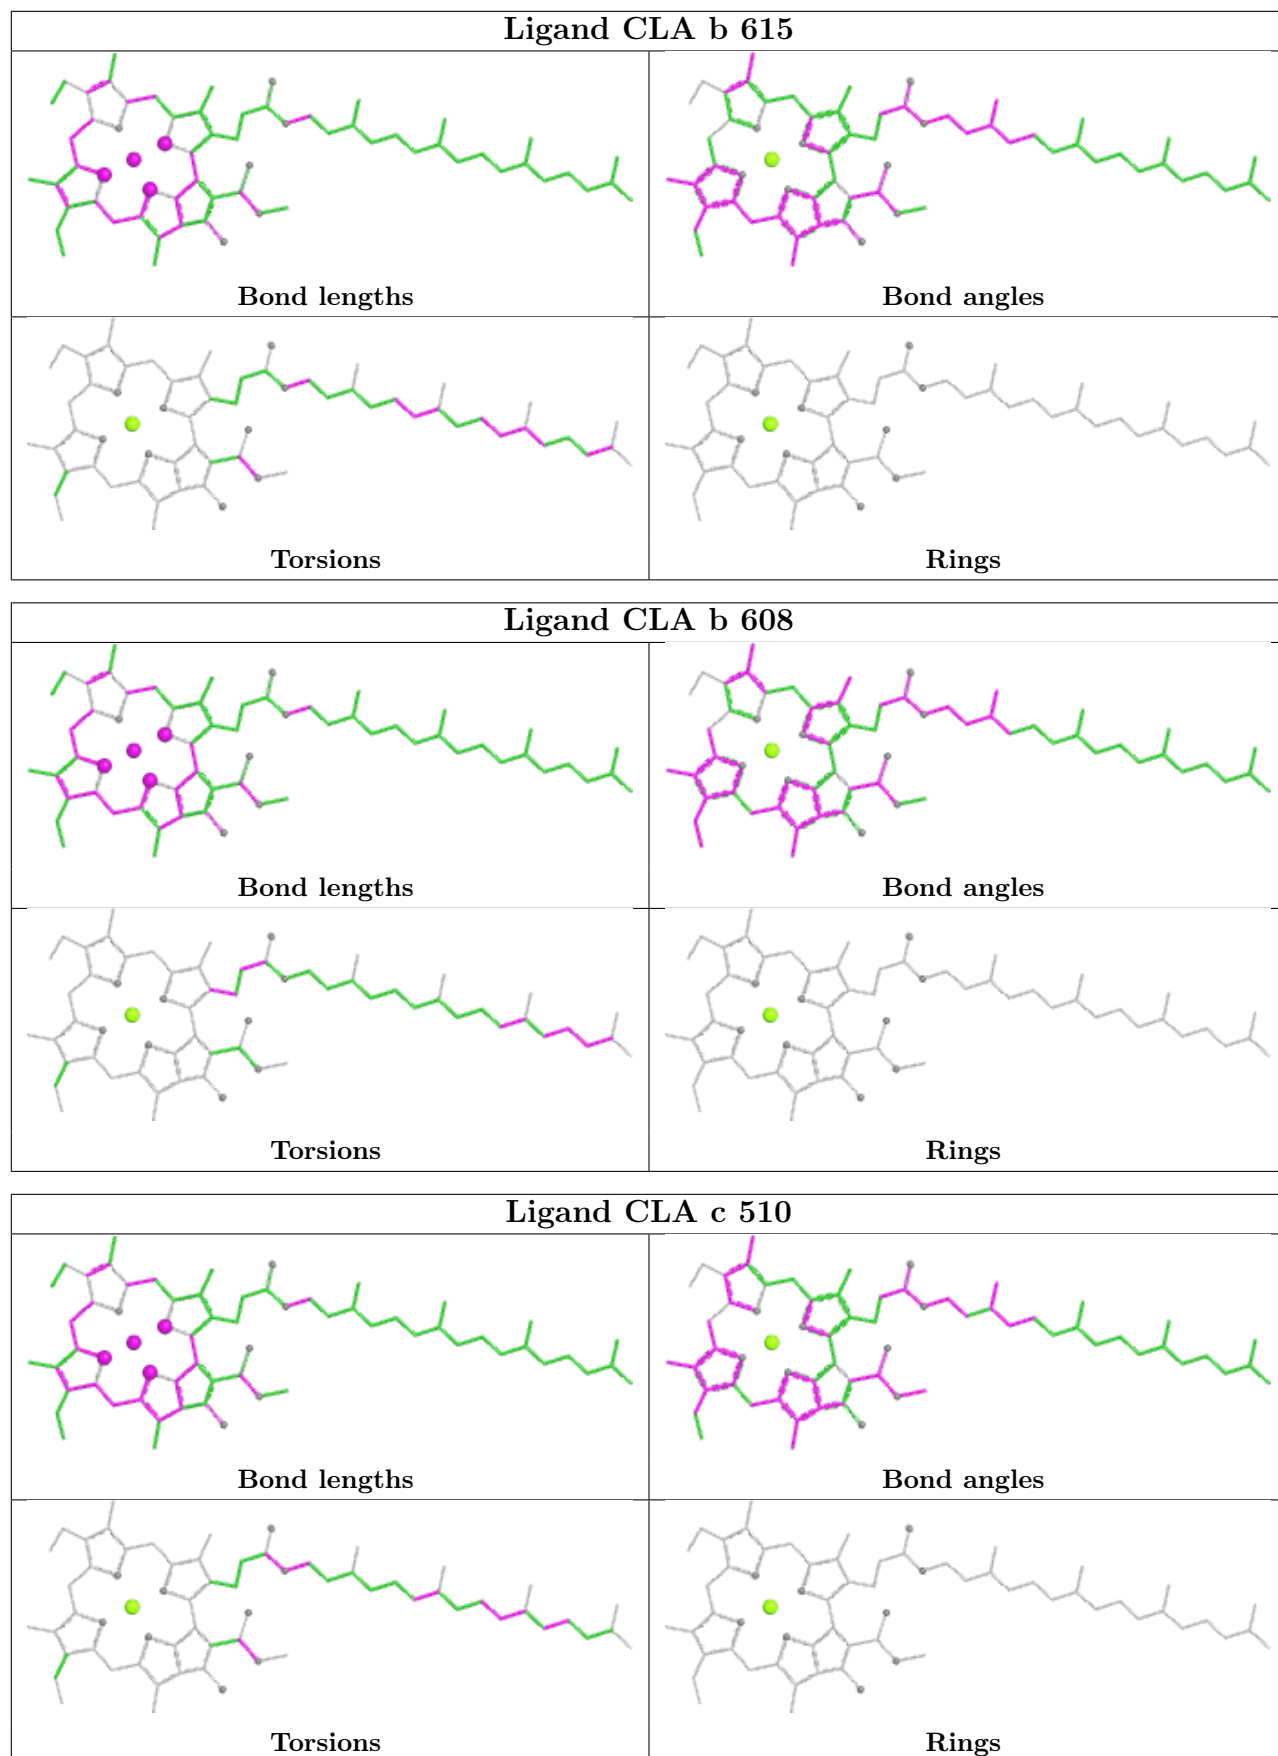 Ligand CLA b 615
Bond lengths
Bond angles
Torsions
Rings
Ligand CLA b 608
Bond lengths
Bond angles
Torsions
Rings
Ligand CLA c 510
Bond lengths
Bond angles
Torsions
Rings